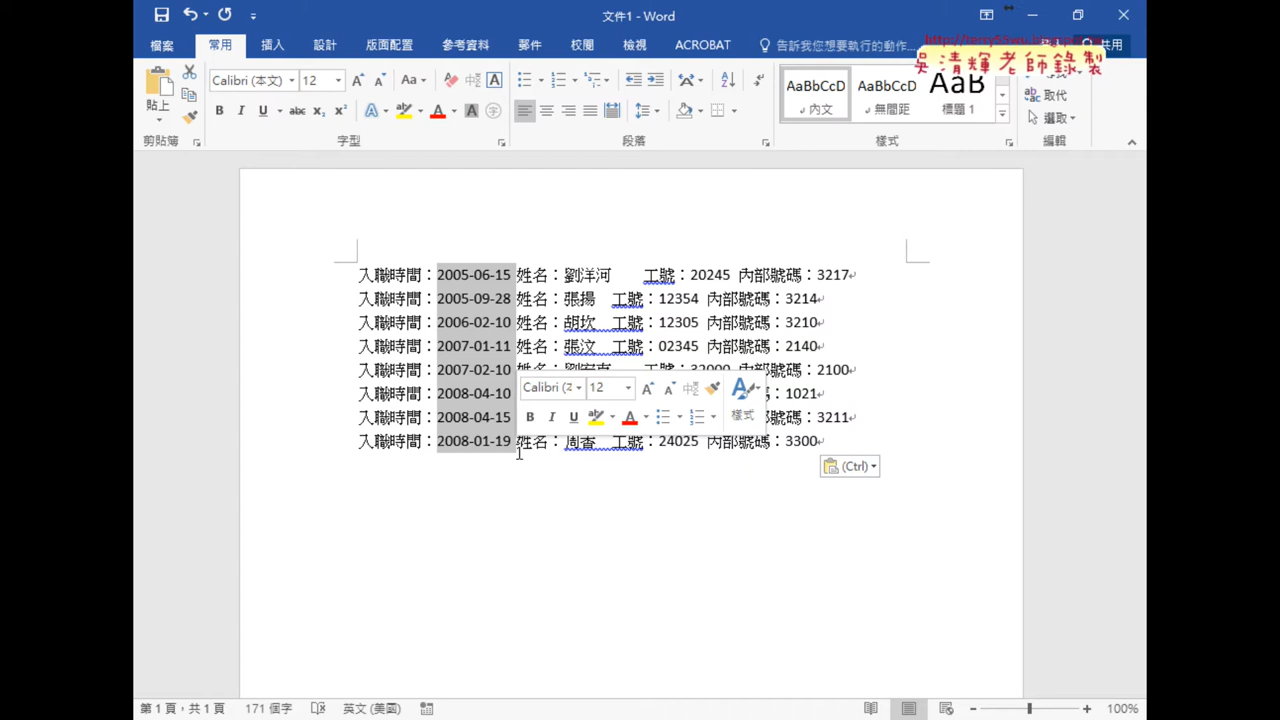 文件1 - Word
檔案 常用 插入 設計 版面配置 參考資料 郵件 校閱 檢視 ACROBAT 告訴我您想要執行的動作... 共用
吳清輝老師錄製
貼上 Calibri (本文) 12 Aa AaBbCcD AaBbCcD AaB 取代
B I U abc x₂ x² A A A 字 內文 無間距 標題 1 選取
剪貼簿 字型 段落 樣式 編輯
入職時間：2005-06-15 姓名：劉洋河 工號：20245 內部號碼：3217
入職時間：2005-09-28 姓名：張揚 工號：12354 內部號碼：3214
入職時間：2006-02-10 姓名：胡坎 工號：12305 內部號碼：3210
入職時間：2007-01-11 姓名：張汶 工號：02345 內部號碼：2140
入職時間：2007-02-10 2100
入職時間：2008-04-10 1021
入職時間：2008-04-15 3211
入職時間：2008-01-19 姓名：周香 工號：24025 內部號碼：3300
Calibri (2 12
B I U A 樣式
(Ctrl)
第 1 頁，共 1 頁 171 個字 英文 (美國) 100%